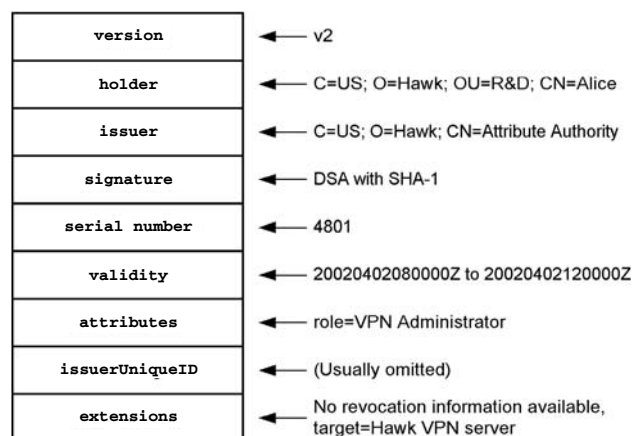 version v2
holder C=US; O=Hawk; OU=R&D; CN=Alice
issuer C=US; O=Hawk; CN=Attribute Authority
signature DSA with SHA-1
serial number 4801
validity 20020402080000Z to 20020402120000Z
attributes role=VPN Administrator
issuerUniqueID (Usually omitted)
extensions No revocation information available,
target=Hawk VPN server